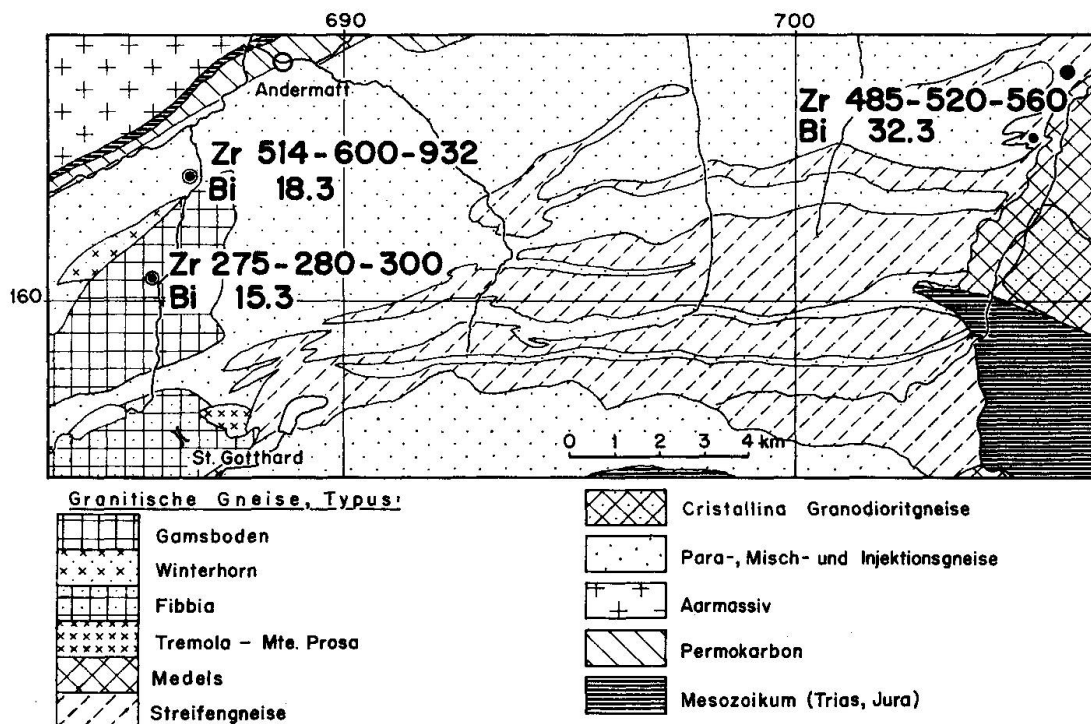 690
700
Andermatt
Zr 485-520-560
Bi 32.3
Zr 514-600-932
Bi 18.3
Zr 275-280-300
Bi 15.3
160
0 1 2 3 4 km
St. Gotthard
Granitische Gneise, Typus:
Gamsboden
Winterhorn
Fibbia
Tremola - Mte. Prosa
Medels
Streifengneise
Cristallina Granodioritgneise
Para-, Misch- und Injektionsgneise
Aarmassiv
Permokarbon
Mesozoikum (Trias, Jura)